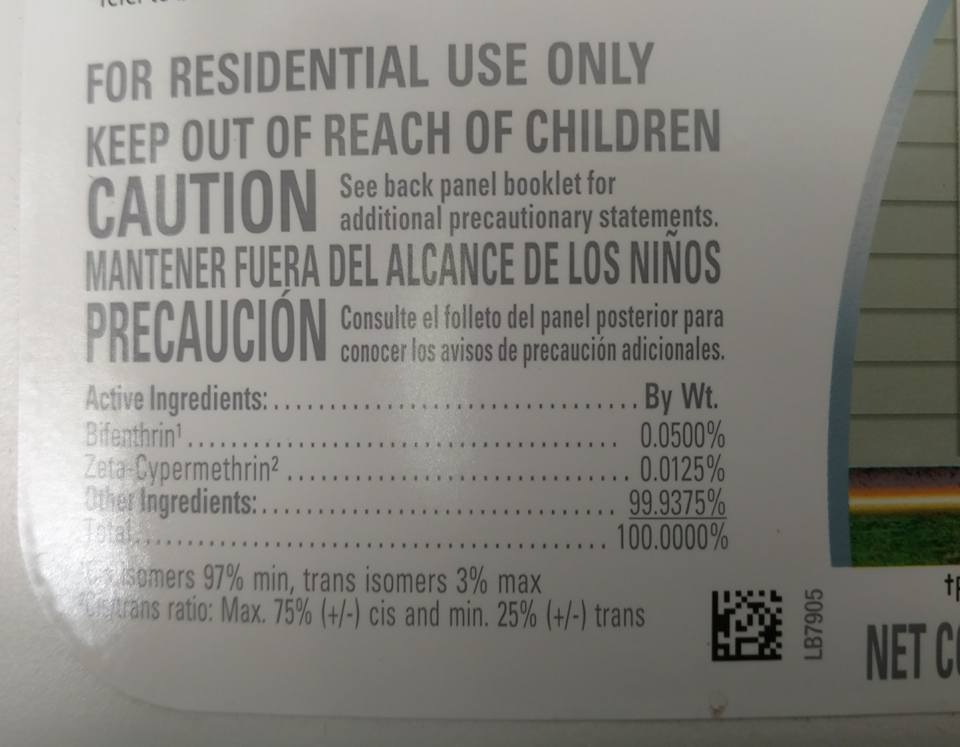 FOR RESIDENTIAL USE ONLY
KEEP OUT OF REACH OF CHILDREN
CAUTION See back panel booklet for
additional precautionary statements.
MANTENER FUERA DEL ALCANCE DE LOS NIÑOS
PRECAUCIÓN Consulte el folleto del panel posterior para
conocer los avisos de precaución adicionales.
Active Ingredients:..................................... By Wt.
Bifenthrin¹............................................. 0.0500%
Zeta-Cypermethrin²................................... 0.0125%
Other Ingredients:..................................... 99.9375%
Total.................................................. 100.0000%
isomers 97% min, trans isomers 3% max
Cis/trans ratio: Max. 75% (+/-) cis and min. 25% (+/-) trans
LB7905
NET